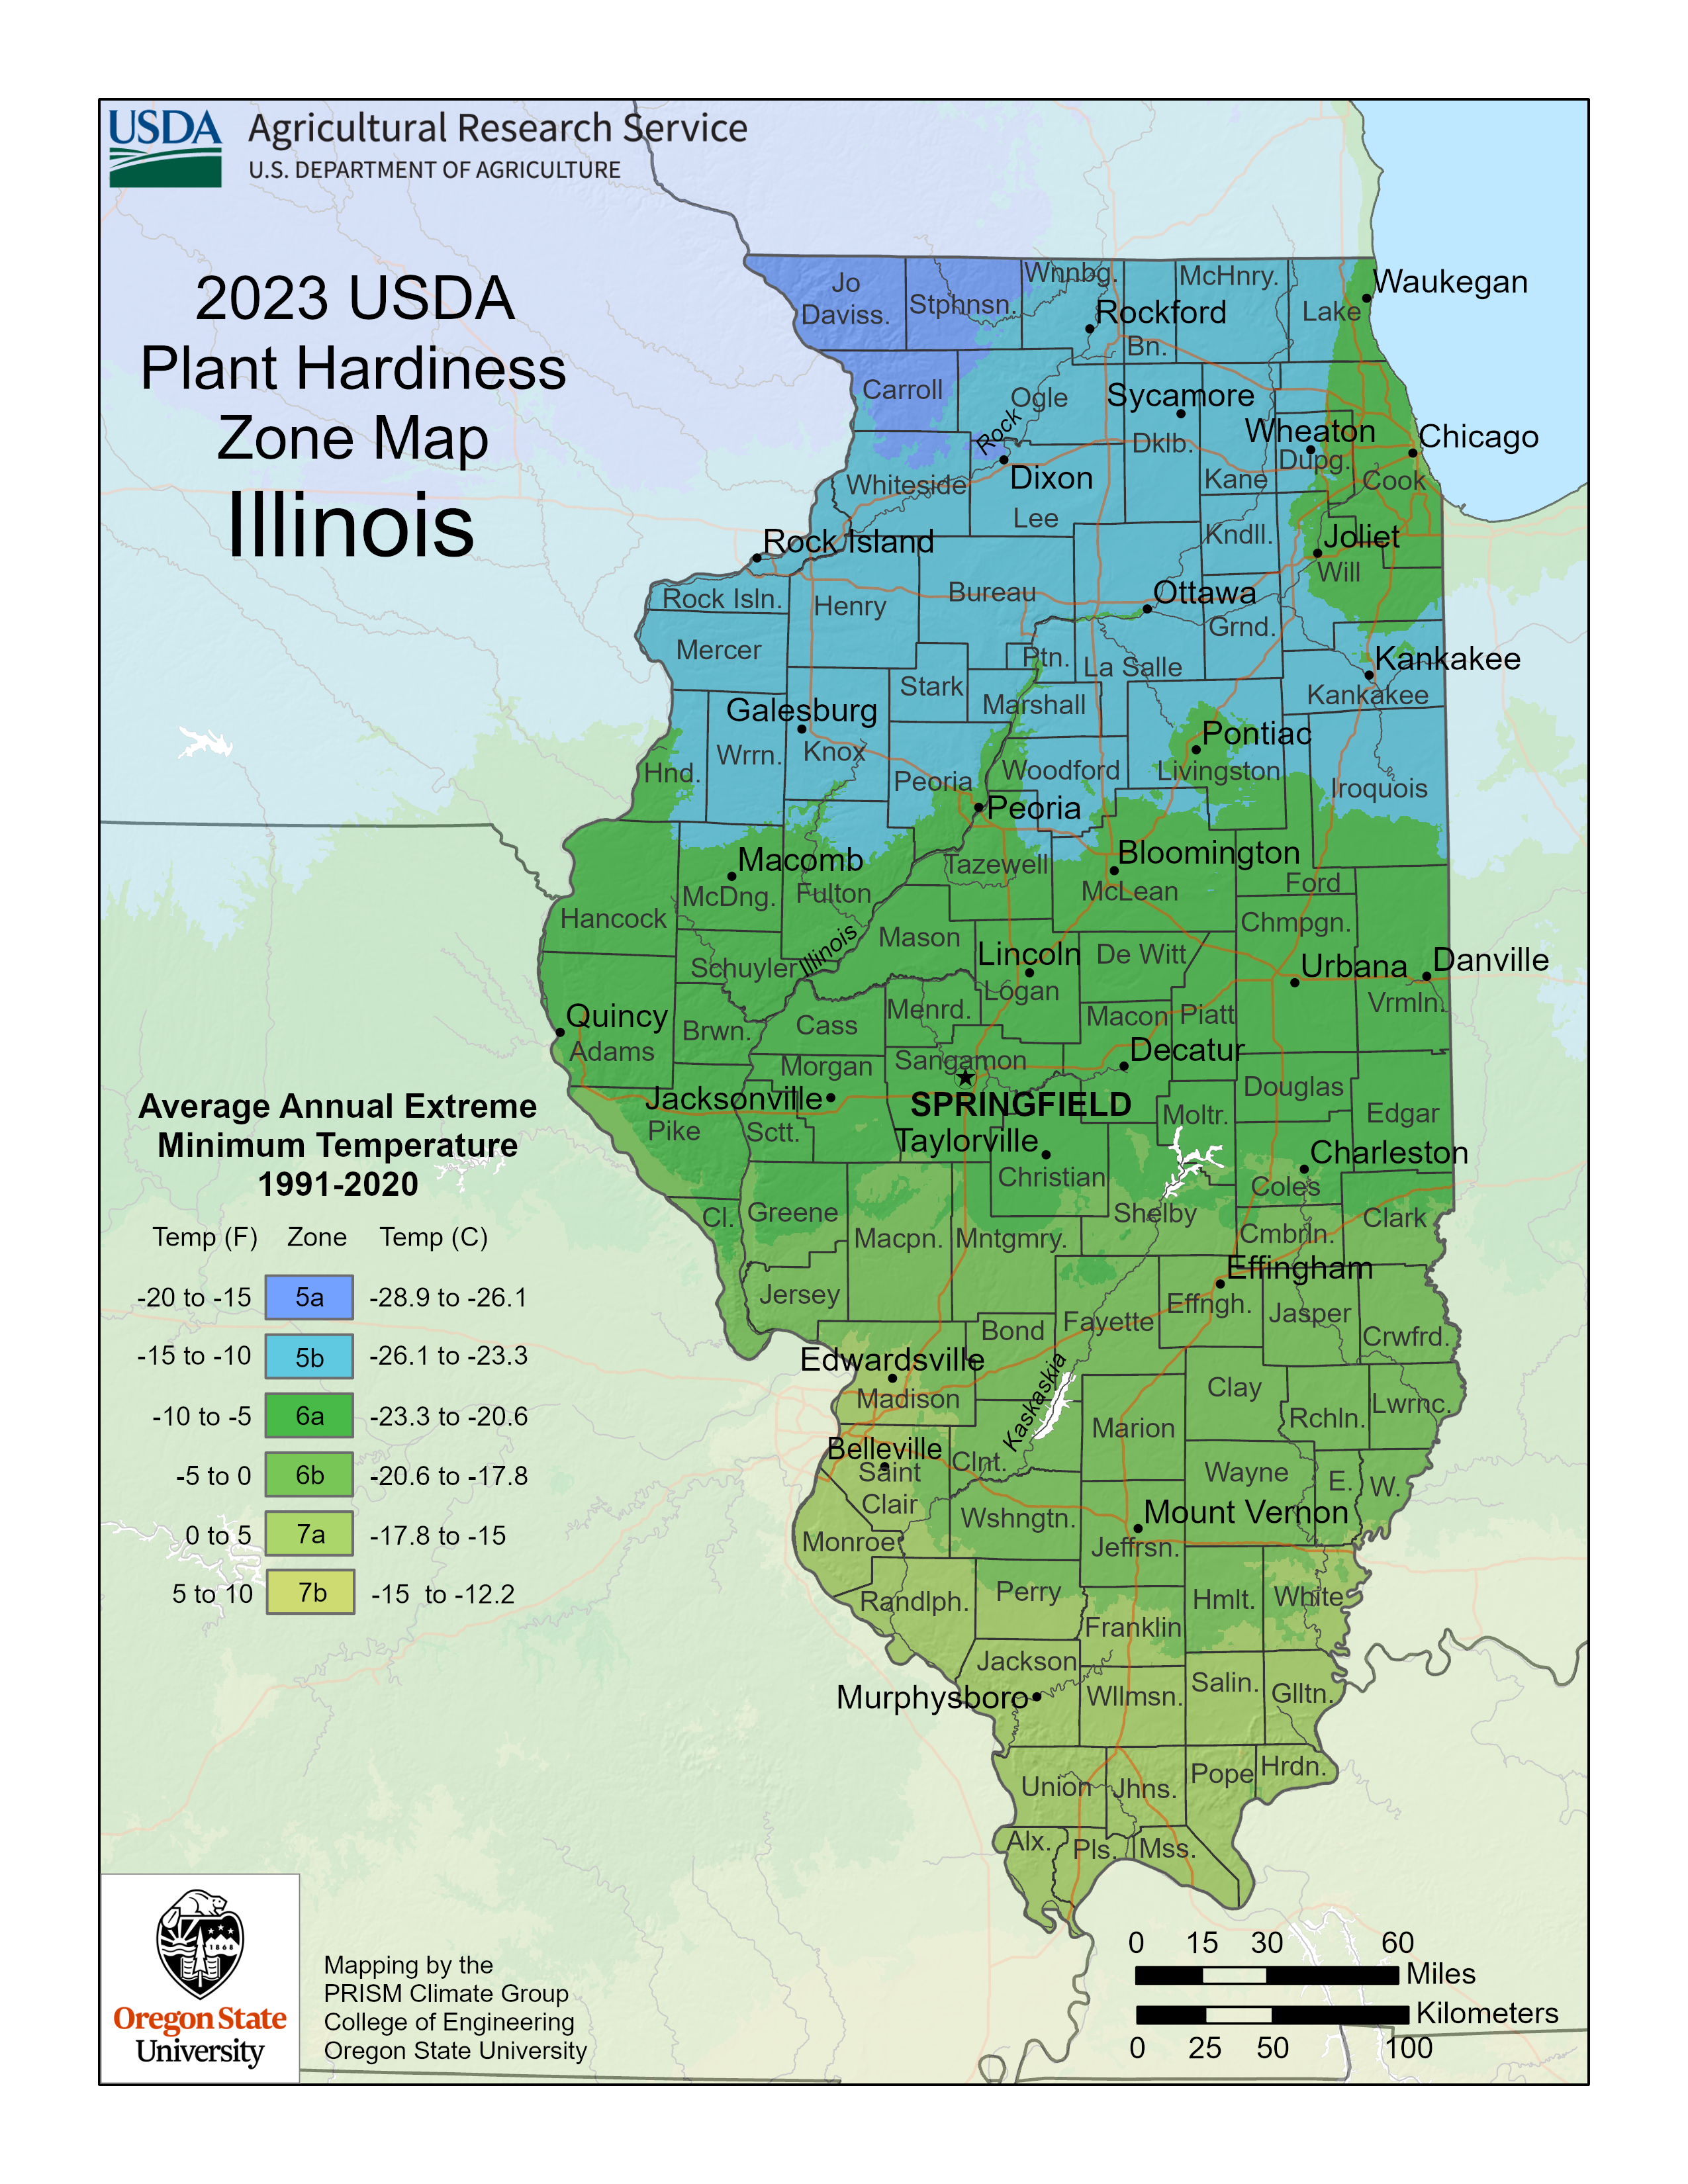 USDA
Agricultural Research Service
U.S. DEPARTMENT OF AGRICULTURE
2023 USDA
Plant Hardiness
Zone Map
Illinois
Jo
Daviss.
Stphnsn.
Wnnbg.
McHnry.
Waukegan
Lake
Rockford
Bn.
Carroll
Ogle
Sycamore
Rock
Dklb.
Wheaton
Dupg.
Chicago
Cook
Whiteside
Dixon
Kane
Lee
Kndll.
Joliet
Will
Rock Island
Rock Isln.
Henry
Bureau
Ottawa
Grnd.
Mercer
Ptn.
La Salle
Kankakee
Kankakee
Stark
Marshall
Galesburg
Knox
Wrrn.
Hnd.
Peoria
Woodford
Pontiac
Livingston
Iroquois
Peoria
Macomb
McDng.
Fulton
Tazewell
Bloomington
McLean
Ford
Hancock
Chmpgn.
Mason
Illinois
Schuyler
Lincoln
Logan
De Witt
Urbana
Danville
Vrmln.
Quincy
Adams
Brwn.
Cass
Menrd.
Macon
Piatt
Morgan
Sangamon
Decatur
Douglas
Jacksonville
SPRINGFIELD
Moltr.
Edgar
Pike
Sctt.
Taylorville
Christian
Charleston
Coles
Cl.
Greene
Macpn.
Mntgmry.
Shelby
Cmbrln.
Clark
Effingham
Effngh.
Jersey
Bond
Fayette
Jasper
Crwfrd.
Edwardsville
Madison
Kaskaskia
Clay
Rchln.
Lwrnc.
Marion
Belleville
Saint
Clair
Clnt.
Wayne
E.
W.
Wshngtn.
Mount Vernon
Jeffrsn.
Monroe
Randlph.
Perry
Franklin
Hmlt.
White
Jackson
Murphysboro
Wllmsn.
Salin.
Glltn.
Union
Jhns.
Pope
Hrdn.
Alx.
Pls.
Mss.
Average Annual Extreme
Minimum Temperature
1991-2020
Temp (F) Zone Temp (C)
-20 to -15 5a -28.9 to -26.1
-15 to -10 5b -26.1 to -23.3
-10 to -5 6a -23.3 to -20.6
-5 to 0 6b -20.6 to -17.8
0 to 5 7a -17.8 to -15
5 to 10 7b -15 to -12.2
1868
Oregon State
University
Mapping by the
PRISM Climate Group
College of Engineering
Oregon State University
0 15 30 60
Miles
Kilometers
0 25 50 100